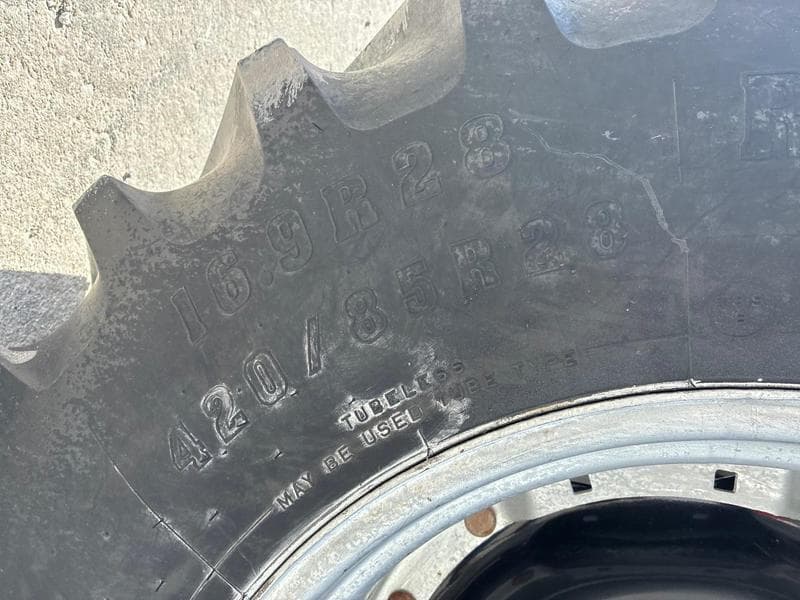 16.9R28
420/85R28
TUBELESS
MAY BE USED TUBE TYPE